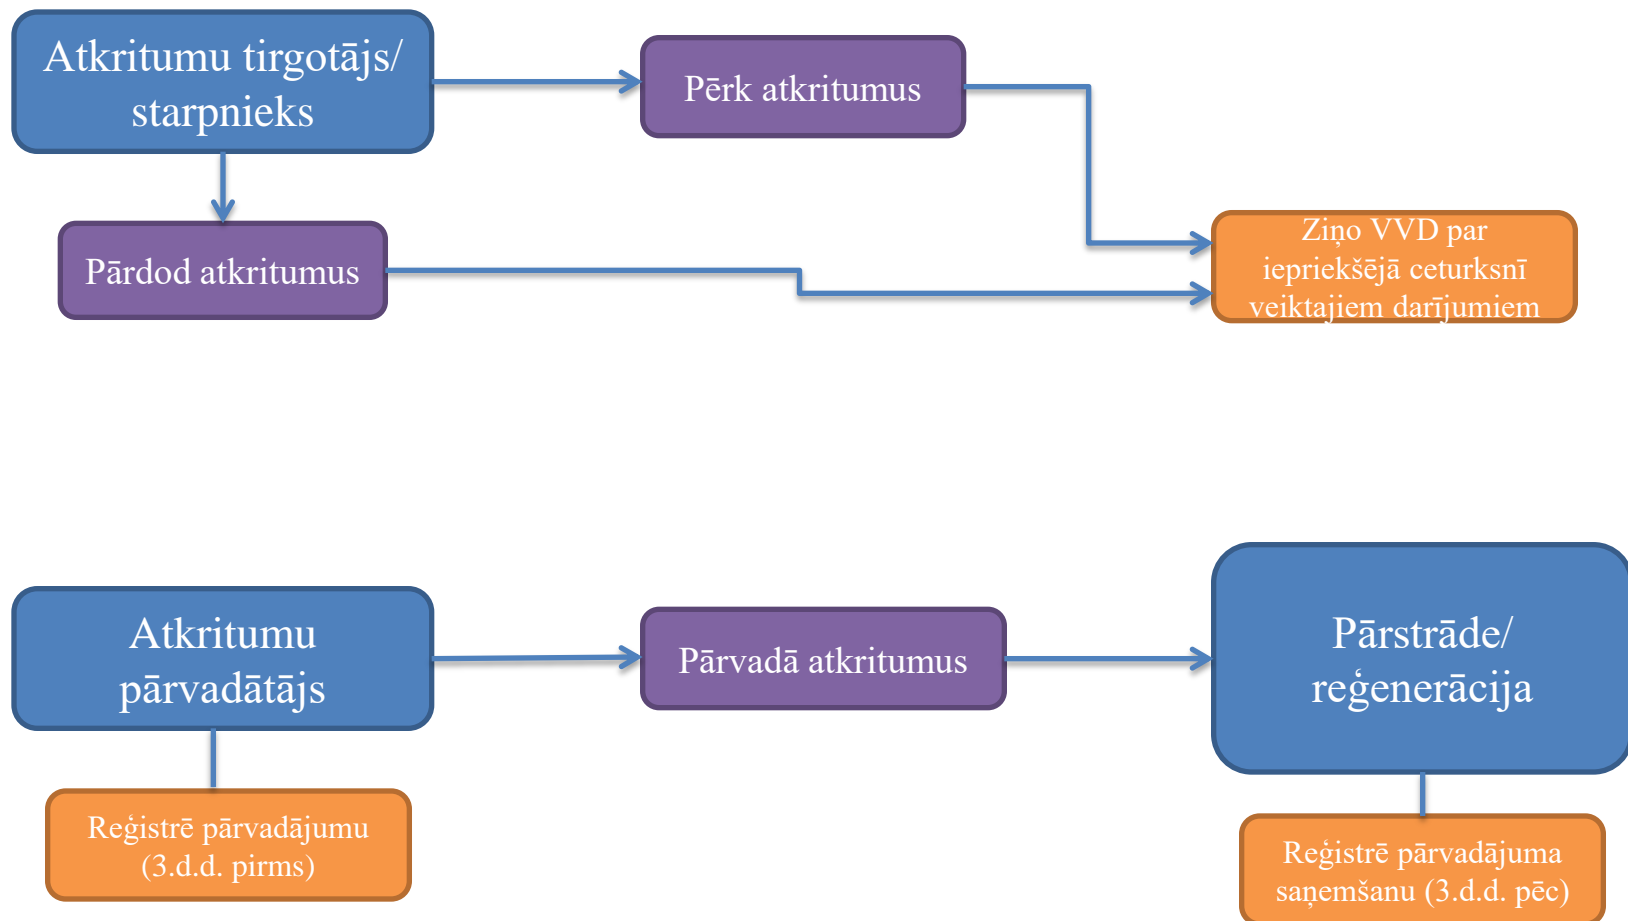 Atkritumu tirgotājs/
starpnieks
Pērk atkritumus
Pārdod atkritumus
Ziņo VVD par
iepriekšējā ceturksnī
veiktajiem darījumiem
Atkritumu
pārvadātājs
Pārvadā atkritumus
Pārstrāde/
reģenerācija
Reģistrē pārvadājumu
(3.d.d. pirms)
Reģistrē pārvadājuma
saņemšanu (3.d.d. pēc)